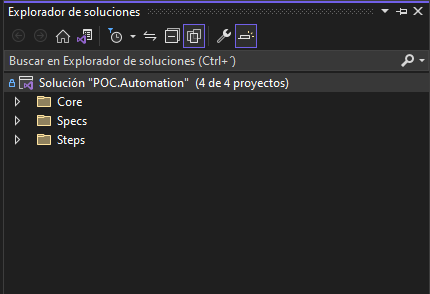 Explorador de soluciones
Buscar en Explorador de soluciones (Ctrl+´)
Solución "POC.Automation" (4 de 4 proyectos)
Core
Specs
Steps